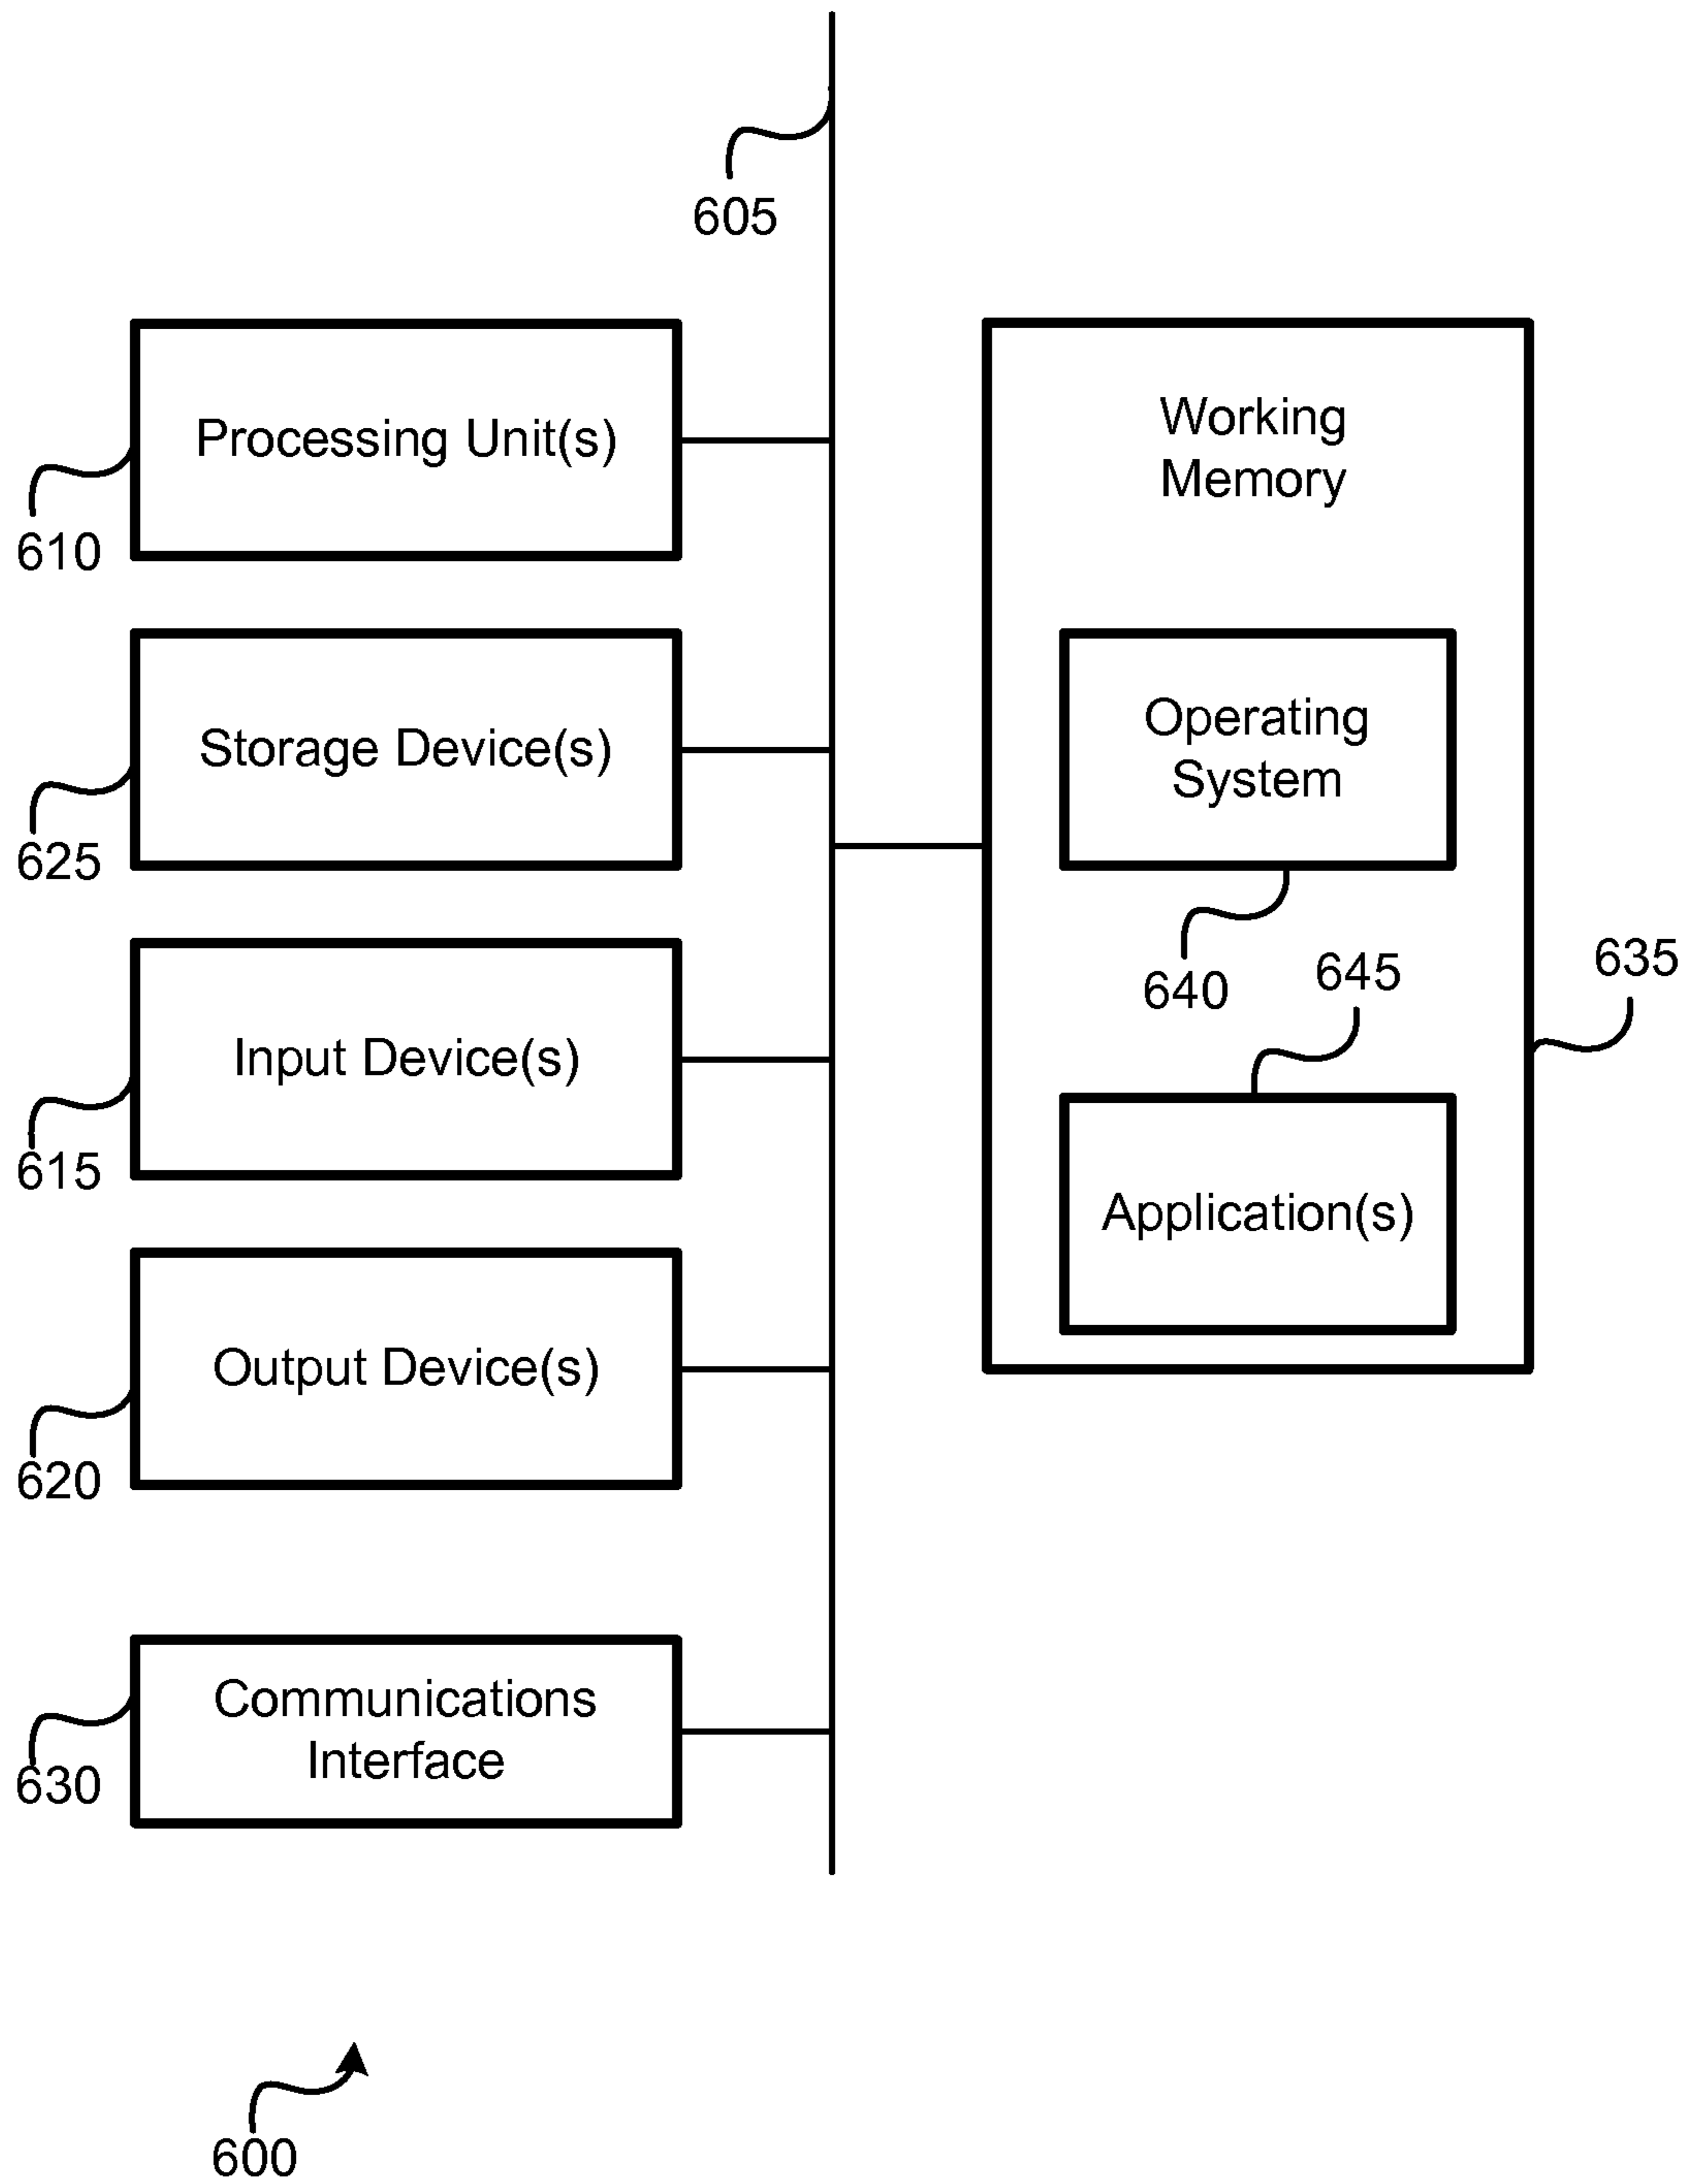 605
Processing Unit(s)
610
Storage Device(s)
625
Input Device(s)
615
Output Device(s)
620
Communications
Interface
630
Working
Memory
Operating
System
640
645
635
Application(s)
600